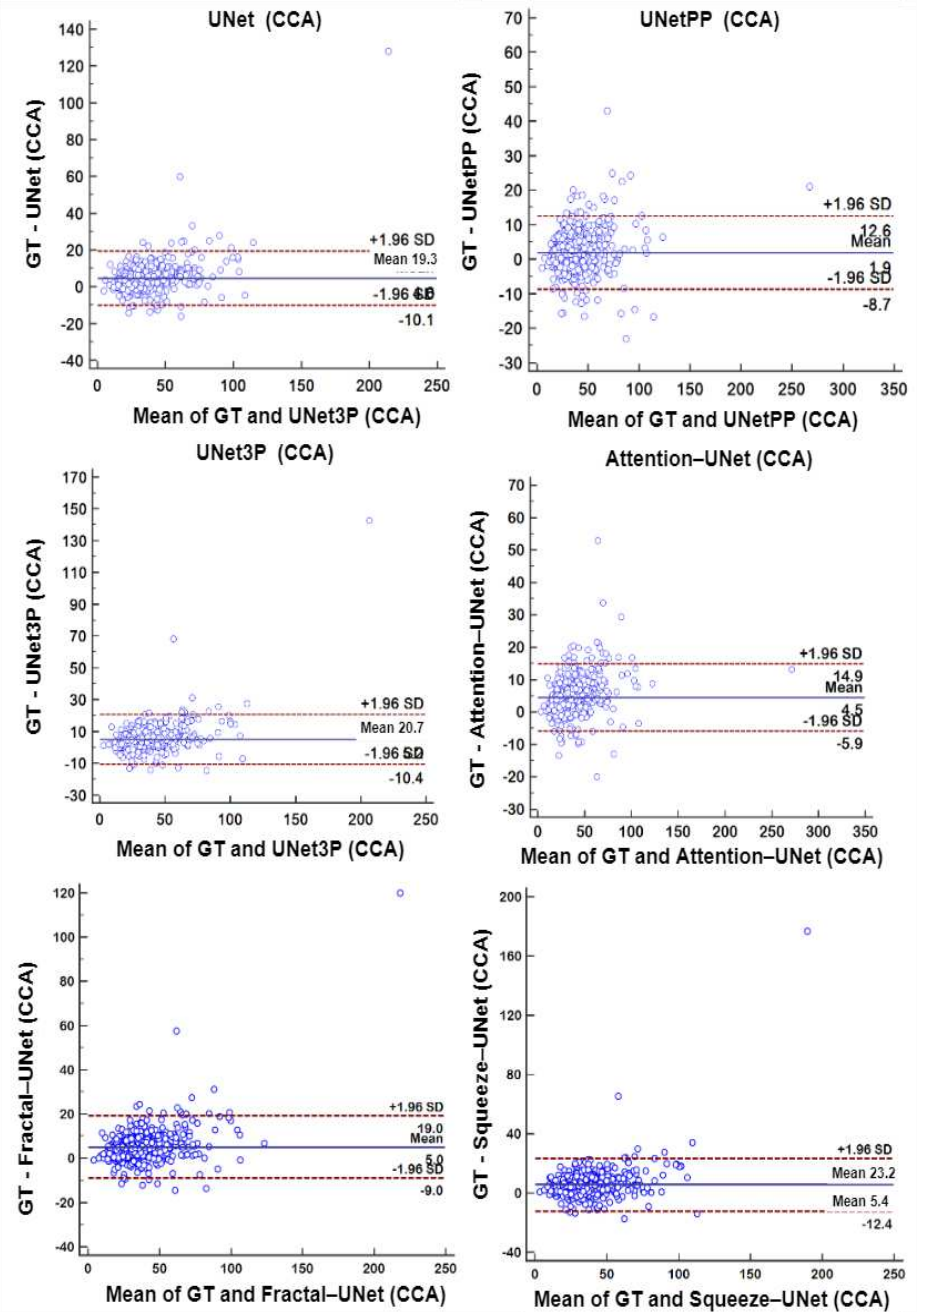 UNet (CCA)
140
120
100
80
60
40
20
0
-20
-40
GT - UNet (CCA)
+1.96 SD
Mean 19.3
-1.96
-10.1
0 50 100 150 200 250
Mean of GT and UNet3P (CCA)
UNetPP (CCA)
70
60
50
40
30
20
10
0
-10
-20
-30
GT - UNetPP (CCA)
+1.96 SD
12.6
Mean
1.9
-1.96 SD
-8.7
0 50 100 150 200 250 300 350
Mean of GT and UNetPP (CCA)
UNet3P (CCA)
170
150
130
110
90
70
50
30
10
-10
-30
GT - UNet3P (CCA)
+1.96 SD
Mean 20.7
-1.96
-10.4
0 50 100 150 200 250
Mean of GT and UNet3P (CCA)
Attention–UNet (CCA)
70
60
50
40
30
20
10
0
-10
-20
-30
GT - Attention–UNet (CCA)
+1.96 SD
14.9
Mean
4.5
-1.96 SD
-5.9
0 50 100 150 200 250 300 350
Mean of GT and Attention–UNet (CCA)
120
100
80
60
40
20
0
-20
-40
GT - Fractal–UNet (CCA)
+1.96 SD
19.0
Mean
5.0
-1.96 SD
-9.0
0 50 100 150 200 250
Mean of GT and Fractal–UNet (CCA)
200
160
120
80
40
0
-40
GT - Squeeze–UNet (CCA)
+1.96 SD
Mean 23.2
Mean 5.4
-12.4
0 50 100 150 200 250
Mean of GT and Squeeze–UNet (CCA)